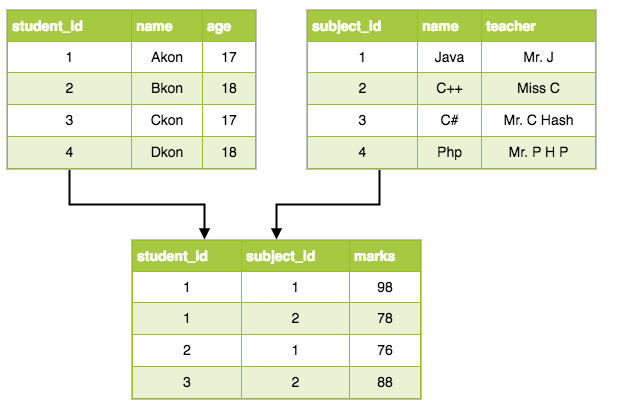 student_id name age
1 Akon 17
2 Bkon 18
3 Ckon 17
4 Dkon 18
subject_id name teacher
1 Java Mr. J
2 C++ Miss C
3 C# Mr. C Hash
4 Php Mr. P H P
student_id subject_id marks
1 1 98
1 2 78
2 1 76
3 2 88